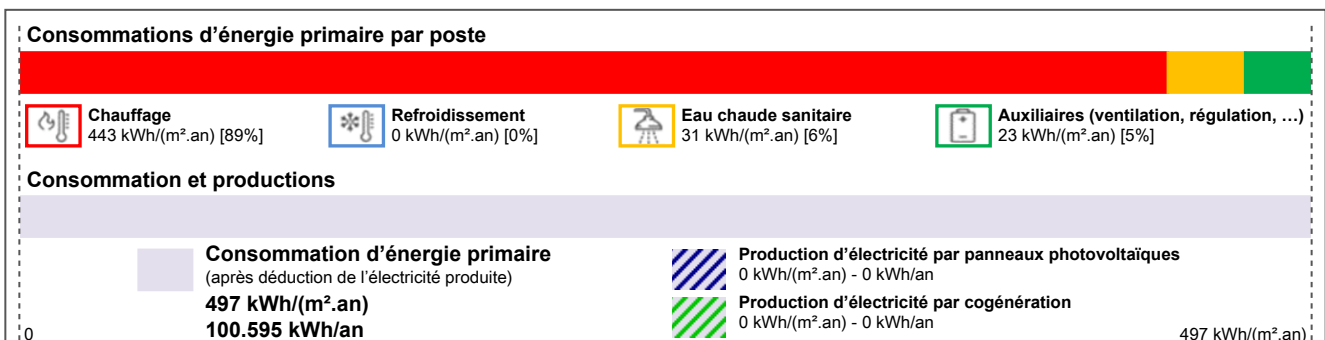 Consommations d’énergie primaire par poste
Chauffage
443 kWh/(m².an) [89%]
Refroidissement
0 kWh/(m².an) [0%]
Eau chaude sanitaire
31 kWh/(m².an) [6%]
Auxiliaires (ventilation, régulation, …)
23 kWh/(m².an) [5%]
Consommation et productions
Consommation d’énergie primaire
(après déduction de l’électricité produite)
497 kWh/(m².an)
100.595 kWh/an
Production d’électricité par panneaux photovoltaïques
0 kWh/(m².an) - 0 kWh/an
Production d’électricité par cogénération
0 kWh/(m².an) - 0 kWh/an
0
497 kWh/(m².an)